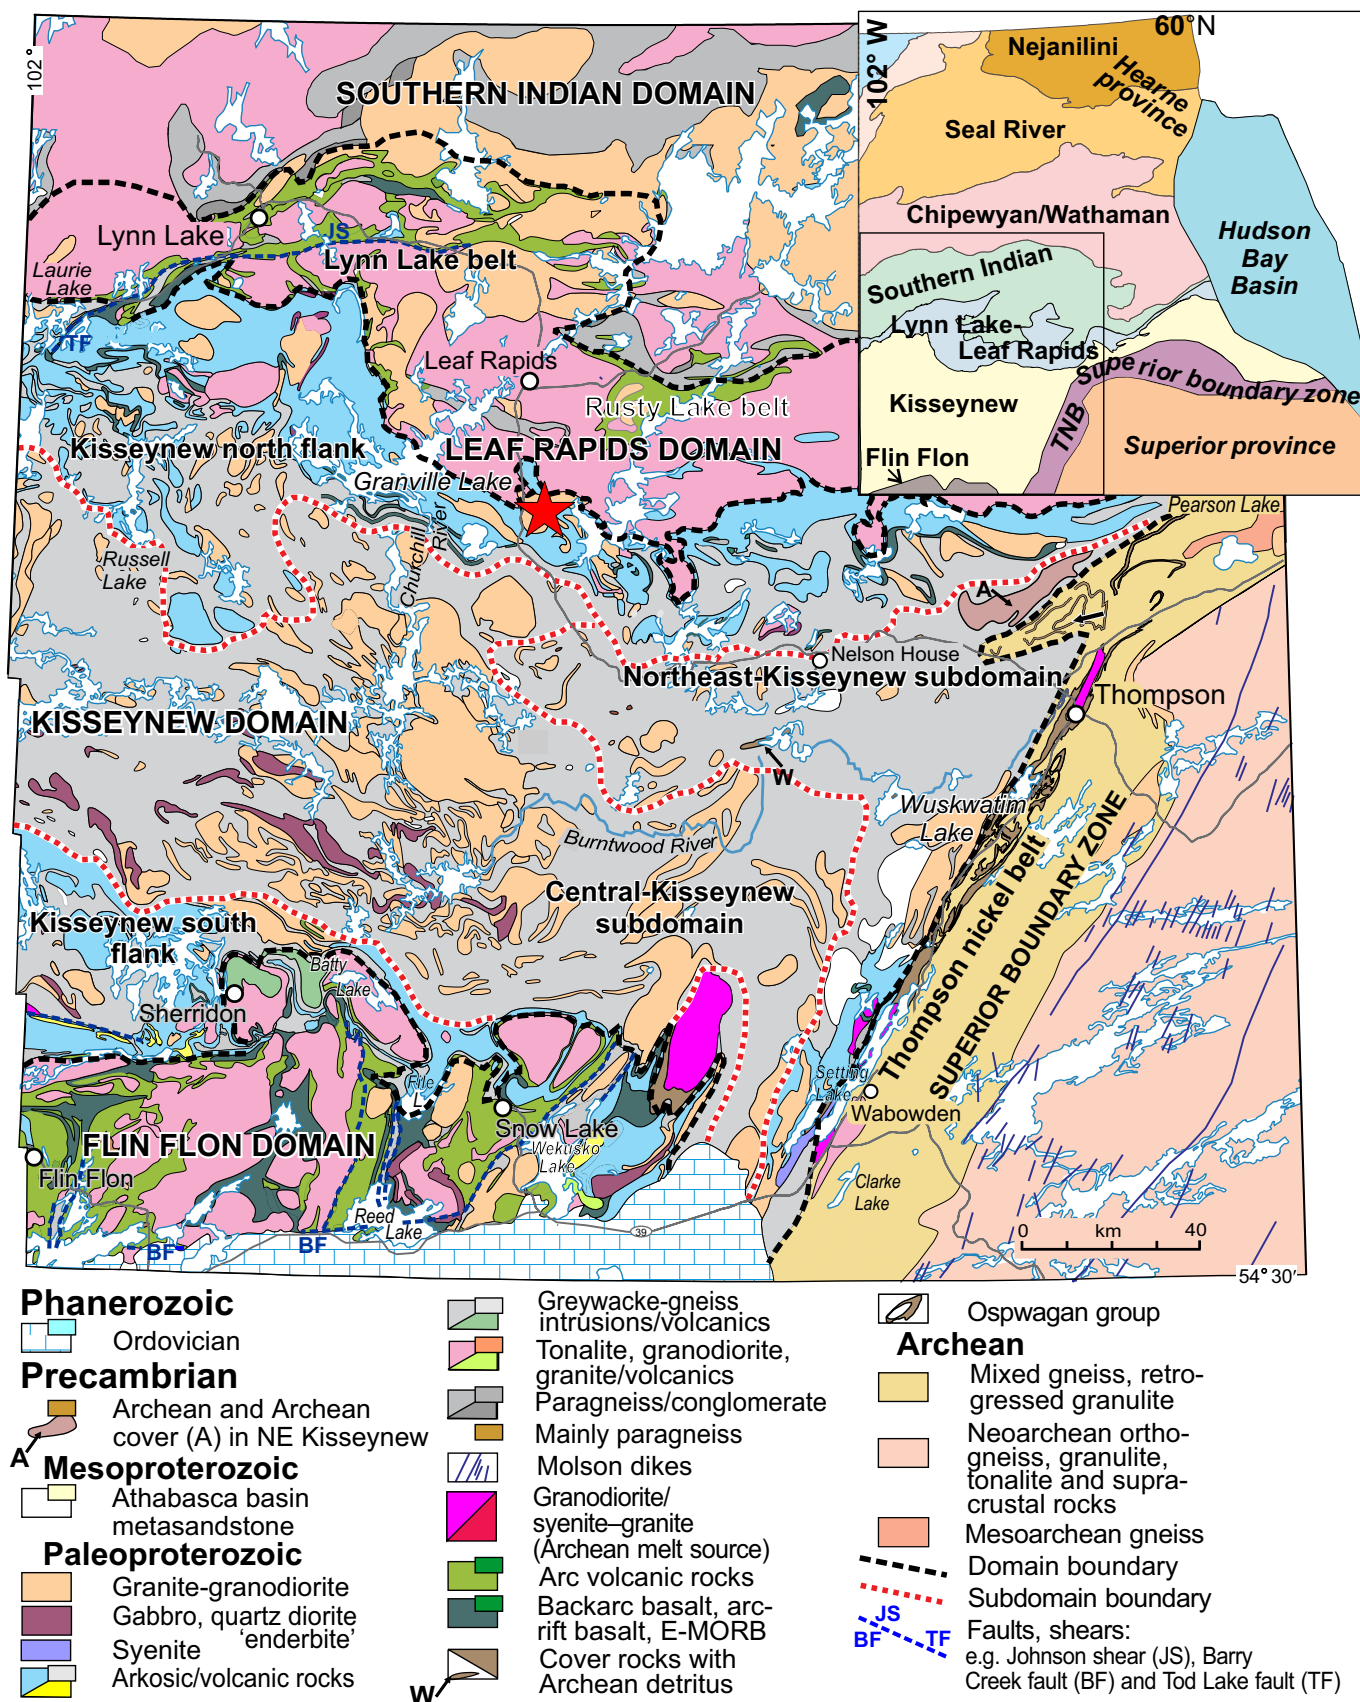 102°
SOUTHERN INDIAN DOMAIN
102° W
60°N
Nejanilini
Hearne
province
Seal River
Chipewyan/Wathaman
Hudson
Bay
Basin
Southern Indian
Lynn Lake-
Leaf Rapids
Superior boundary zone
Kisseynew
TNB
Superior province
Flin Flon
Lynn Lake
JS
Lynn Lake belt
Laurie
Lake
TF
Leaf Rapids
Rusty Lake belt
Kisseynew north flank
LEAF RAPIDS DOMAIN
Granville Lake
Pearson Lake
Russell
Lake
Churchill
River
A
Nelson House
Northeast-Kisseynew subdomain
Thompson
KISSEYNEW DOMAIN
W
Wuskwatim
Lake
Burntwood River
Central-Kisseynew
subdomain
Thompson nickel belt
SUPERIOR BOUNDARY ZONE
Kisseynew south
flank
Batty
Lake
Sherridon
File
L.
Setting
Lake
Wabowden
Snow Lake
Wekusko
Lake
FLIN FLON DOMAIN
Flin Flon
Clarke
Lake
Reed
Lake
BF
BF
39
0 km 40
54° 30′
Phanerozoic
Ordovician
Precambrian
Archean and Archean
cover (A) in NE Kisseynew
A
Mesoproterozoic
Athabasca basin
metasandstone
Paleoproterozoic
Granite-granodiorite
Gabbro, quartz diorite
'enderbite'
Syenite
Arkosic/volcanic rocks
Greywacke-gneiss
intrusions/volcanics
Tonalite, granodiorite,
granite/volcanics
Paragneiss/conglomerate
Mainly paragneiss
Molson dikes
Granodiorite/
syenite–granite
(Archean melt source)
Arc volcanic rocks
Backarc basalt, arc-
rift basalt, E-MORB
Cover rocks with
Archean detritus
W
Ospwagan group
Archean
Mixed gneiss, retro-
gressed granulite
Neoarchean ortho-
gneiss, granulite,
tonalite and supra-
crustal rocks
Mesoarchean gneiss
Domain boundary
Subdomain boundary
JS
BF TF
Faults, shears:
e.g. Johnson shear (JS), Barry
Creek fault (BF) and Tod Lake fault (TF)